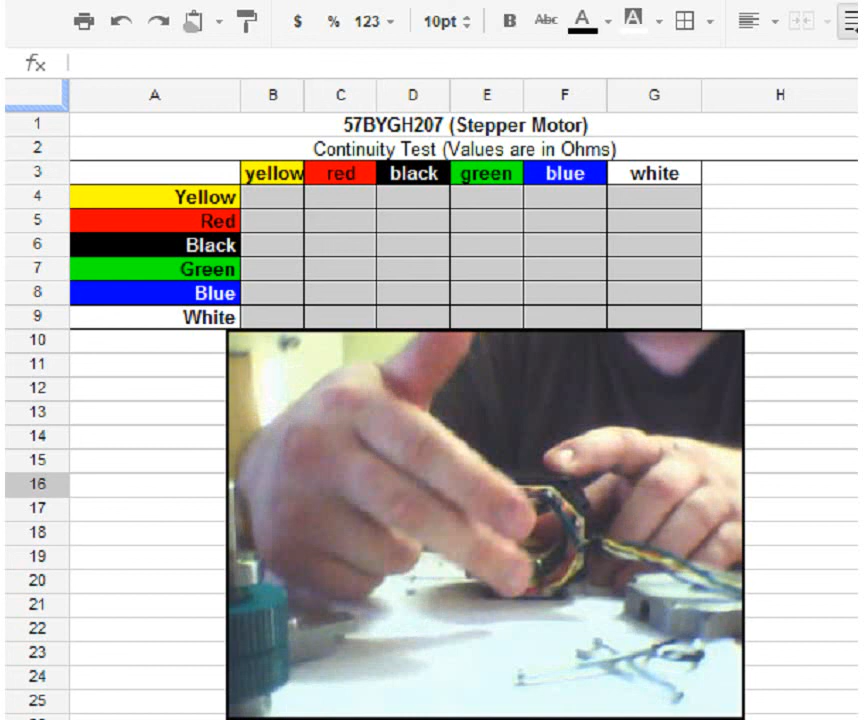 $ % 123 10pt B Abc A A
fx
A B C D E F G H
1 57BYGH207 (Stepper Motor)
2 Continuity Test (Values are in Ohms)
3 yellow red black green blue white
4 Yellow
5 Red
6 Black
7 Green
8 Blue
9 White
10
11
12
13
14
15
16
17
18
19
20
21
22
23
24
25